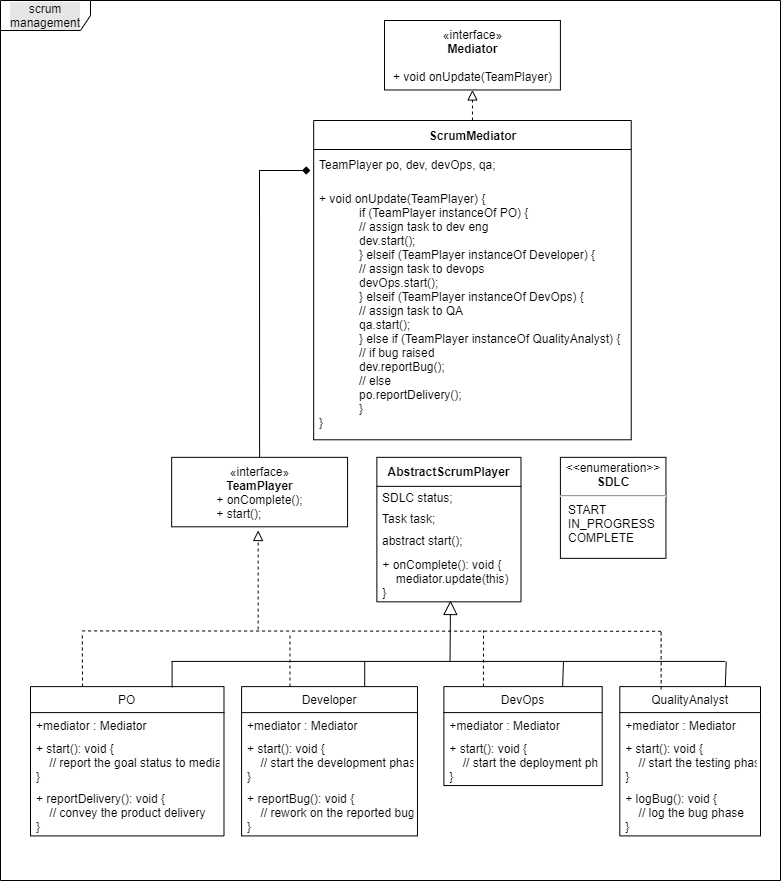 scrum
management
«interface»
Mediator
+ void onUpdate(TeamPlayer)
ScrumMediator
TeamPlayer po, dev, devOps, qa;
+ void onUpdate(TeamPlayer) {
if (TeamPlayer instanceOf PO) {
// assign task to dev eng
dev.start();
} elseif (TeamPlayer instanceOf Developer) {
// assign task to devops
devOps.start();
} elseif (TeamPlayer instanceOf DevOps) {
// assign task to QA
qa.start();
} else if (TeamPlayer instanceOf QualityAnalyst) {
// if bug raised
dev.reportBug();
// else
po.reportDelivery();
}
}
«interface»
TeamPlayer
+ onComplete();
+ start();
AbstractScrumPlayer
SDLC status;
Task task;
abstract start();
+ onComplete(): void {
mediator.update(this)
}
<<enumeration>>
SDLC
START
IN_PROGRESS
COMPLETE
PO
+mediator : Mediator
+ start(): void {
// report the goal status to media
}
+ reportDelivery(): void {
// convey the product delivery
}
Developer
+mediator : Mediator
+ start(): void {
// start the development phas
}
+ reportBug(): void {
// rework on the reported bug
}
DevOps
+mediator : Mediator
+ start(): void {
// start the deployment ph
}
QualityAnalyst
+mediator : Mediator
+ start(): void {
// start the testing phas
}
+ logBug(): void {
// log the bug phase
}